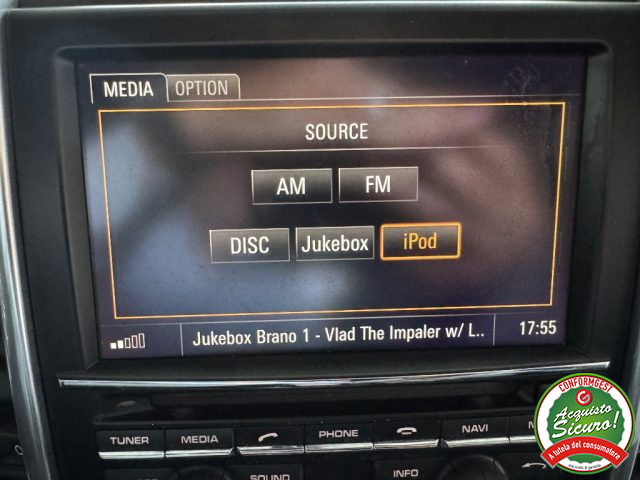 MEDIA OPTION
SOURCE
AM FM
DISC Jukebox iPod
Jukebox Brano 1 - Vlad The Impaler w/ L.. 17:55
TUNER MEDIA PHONE NAVI
SOUND INFO
CONFORMGEST
Acquisto
Sicuro!
A tutela del consumatore